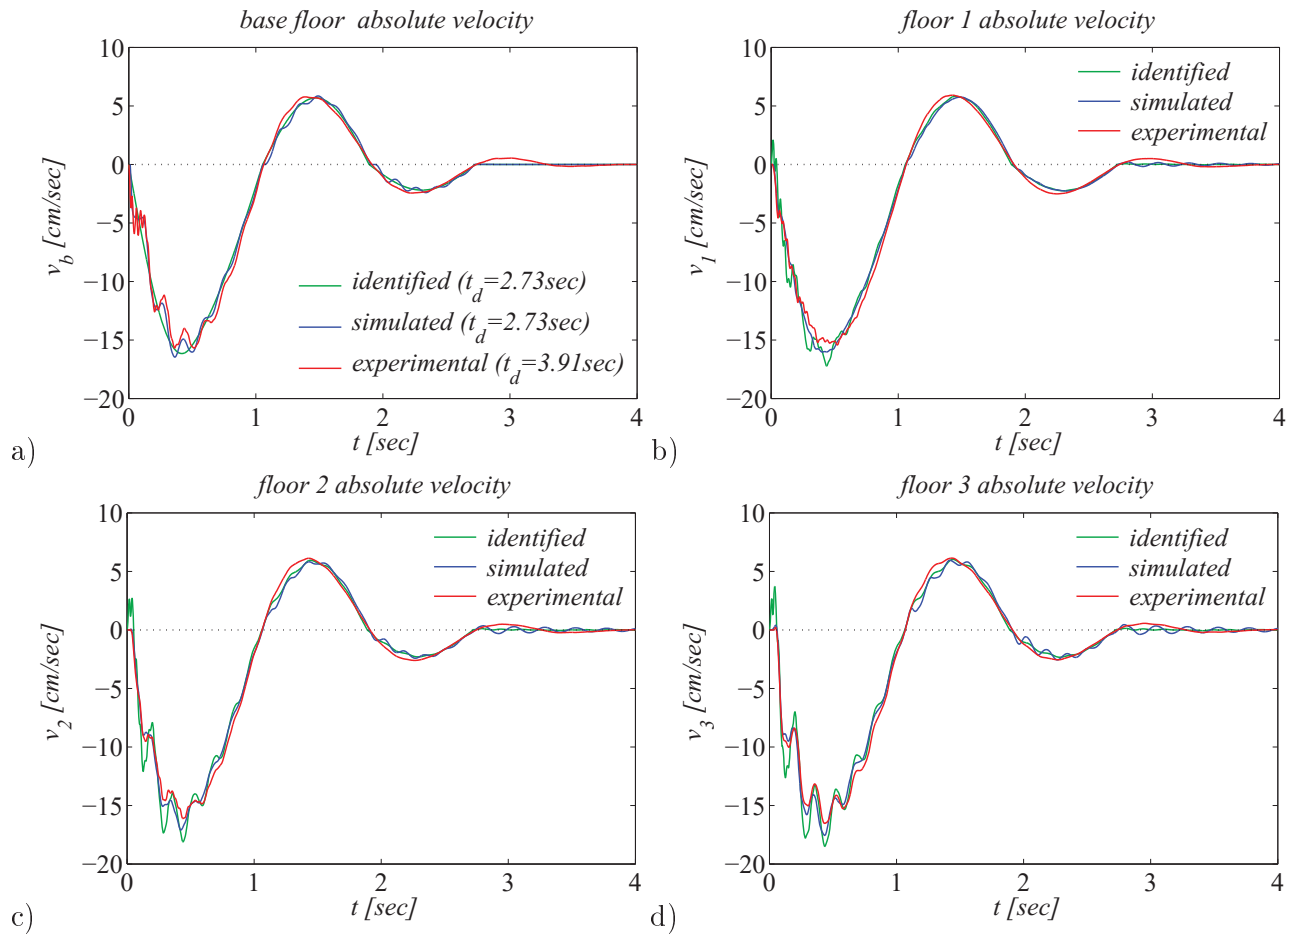 base floor absolute velocity
10
5
0
−5
−10
−15
−20
v_b [cm/sec]
identified (t_d=2.73sec)
simulated (t_d=2.73sec)
experimental (t_d=3.91sec)
0 1 2 3 4
t [sec]
a)
floor 1 absolute velocity
10
5
0
−5
−10
−15
−20
v_1 [cm/sec]
identified
simulated
experimental
0 1 2 3 4
t [sec]
b)
floor 2 absolute velocity
10
5
0
−5
−10
−15
−20
v_2 [cm/sec]
identified
simulated
experimental
0 1 2 3 4
t [sec]
c)
floor 3 absolute velocity
10
5
0
−5
−10
−15
−20
v_3 [cm/sec]
identified
simulated
experimental
0 1 2 3 4
t [sec]
d)